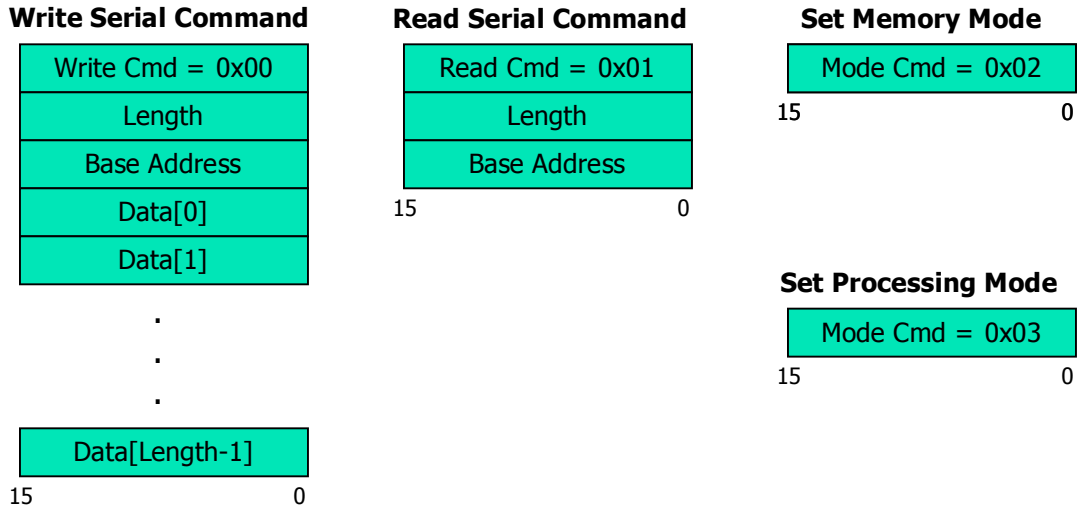 Write Serial Command
Write Cmd = 0x00
Length
Base Address
Data[0]
Data[1]
.
.
.
Data[Length-1]
15 0
Read Serial Command
Read Cmd = 0x01
Length
Base Address
15 0
Set Memory Mode
Mode Cmd = 0x02
15 0
Set Processing Mode
Mode Cmd = 0x03
15 0